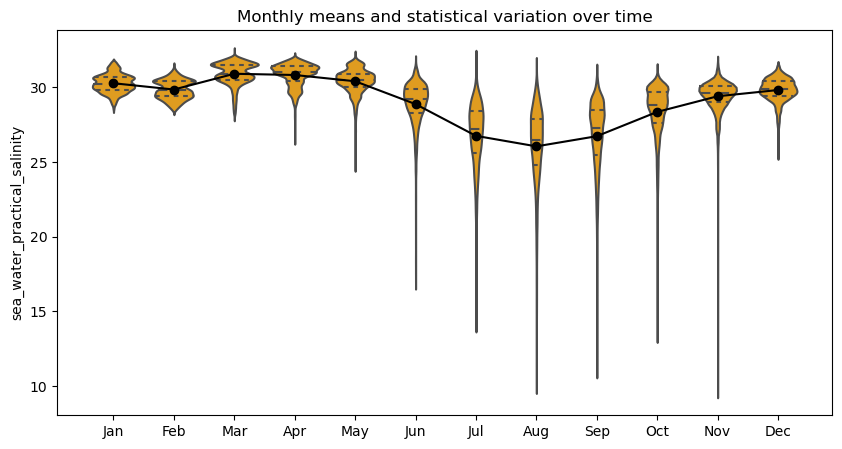 Monthly means and statistical variation over time
sea_water_practical_salinity
30
25
20
15
10
Jan Feb Mar Apr May Jun Jul Aug Sep Oct Nov Dec